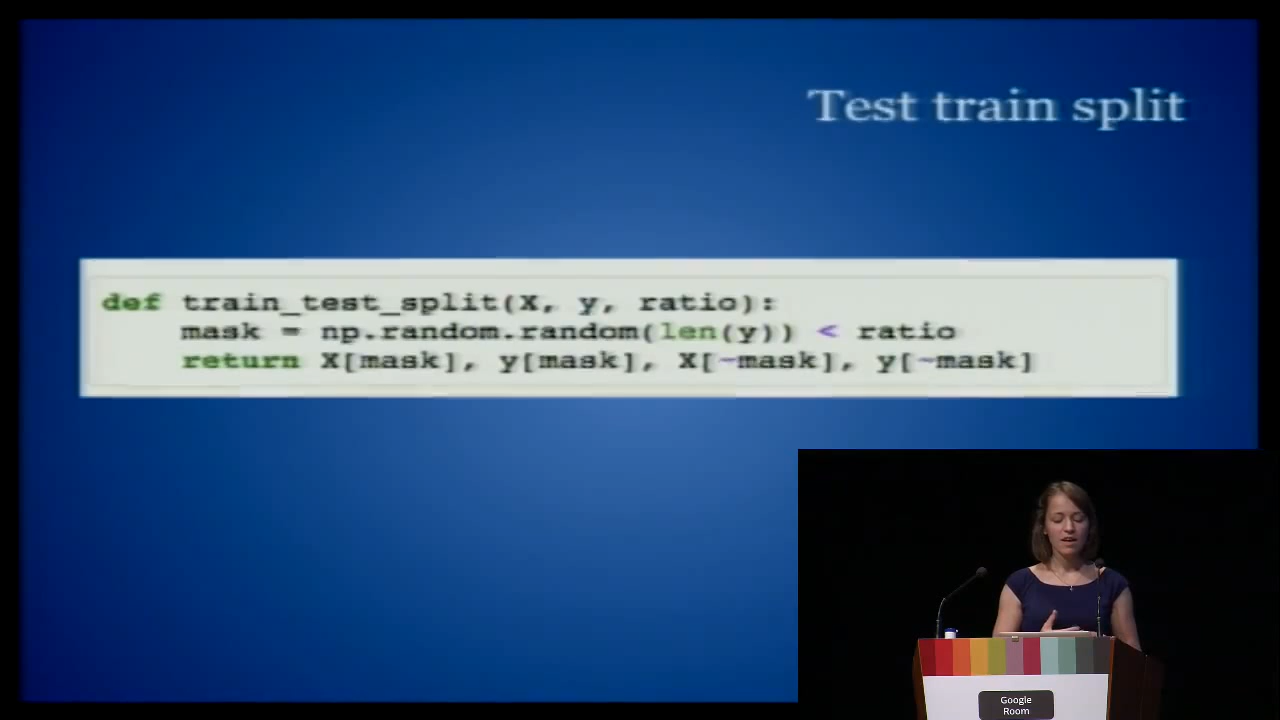 Test train split
def train_test_split(X, y, ratio):
    mask = np.random.random(len(y)) < ratio
    return X[mask], y[mask], X[~mask], y[~mask]
Google
Room